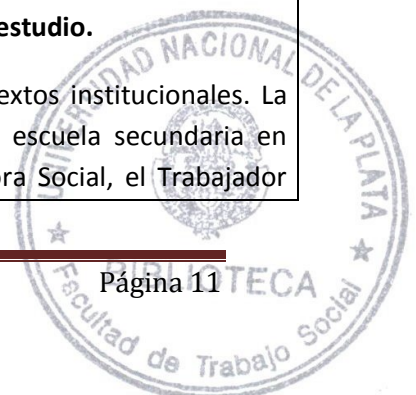 estudio.
extos institucionales. La
escuela secundaria en
ora Social, el Trabajador
Página 11
UNIVERSIDAD NACIONAL DE LA PLATA
BIBLIOTECA
Facultad de Trabajo Social